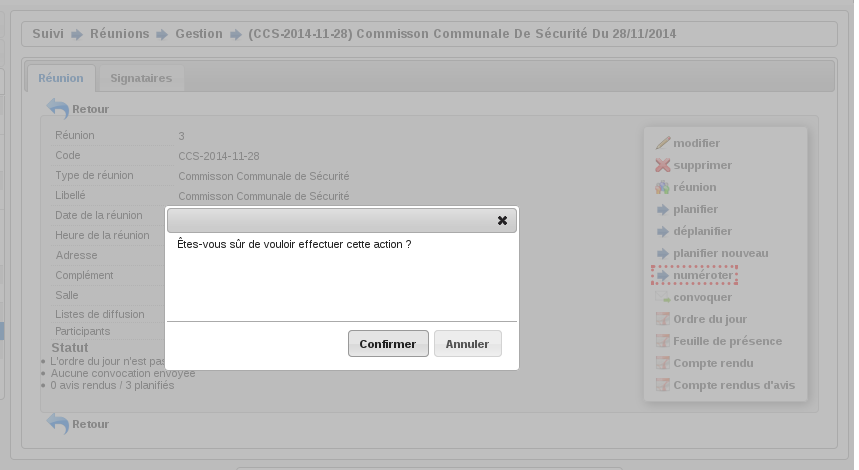 Suivi Réunions Gestion (CCS-2014-11-28) Commisson Communale De Sécurité Du 28/11/2014
Réunion Signataires
Retour
Réunion 3
Code CCS-2014-11-28
Type de réunion Commisson Communale de Sécurité
Libellé Commisson Communale de Sécurité
Date de la réunion
Heure de la réunion
Adresse
Complément
Salle
Listes de diffusion
Participants
Statut
L'ordre du jour n'est pas
Aucune convocation envoyée
0 avis rendus / 3 planifiés
Retour
modifier
supprimer
réunion
planifier
déplanifier
planifier nouveau
numéroter
convoquer
Ordre du jour
Feuille de présence
Compte rendu
Compte rendus d'avis
Êtes-vous sûr de vouloir effectuer cette action ?
Confirmer Annuler